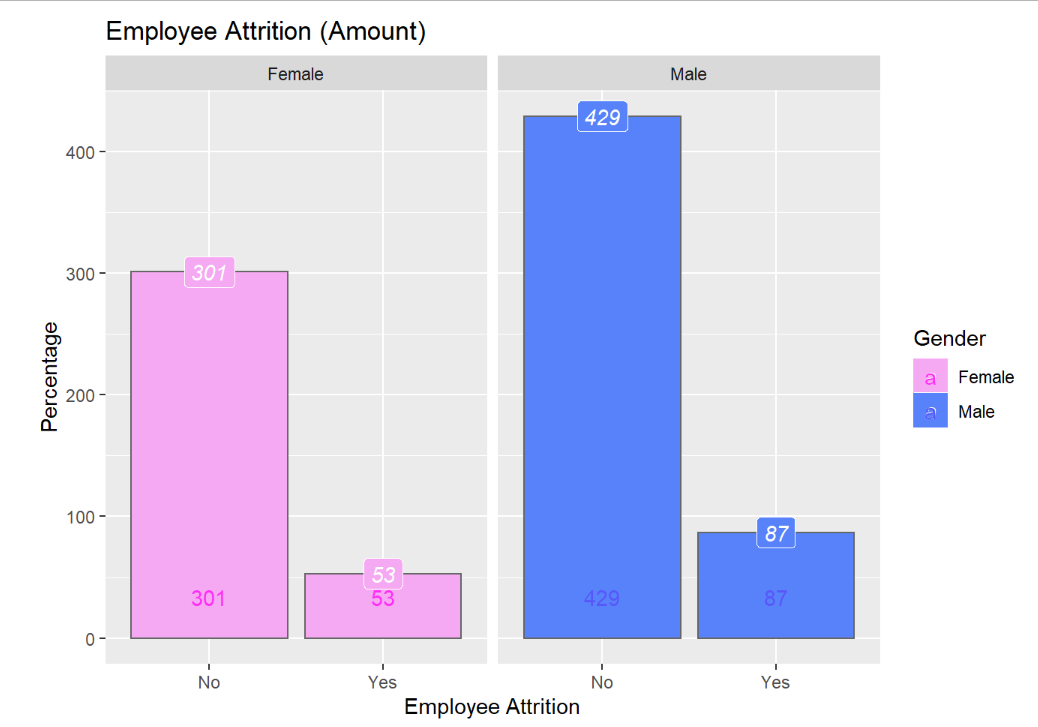 Employee Attrition (Amount)
Female
Male
Percentage
400
300
200
100
0
301
301
53
53
429
429
87
87
No
Yes
No
Yes
Employee Attrition
Gender
a Female
a Male